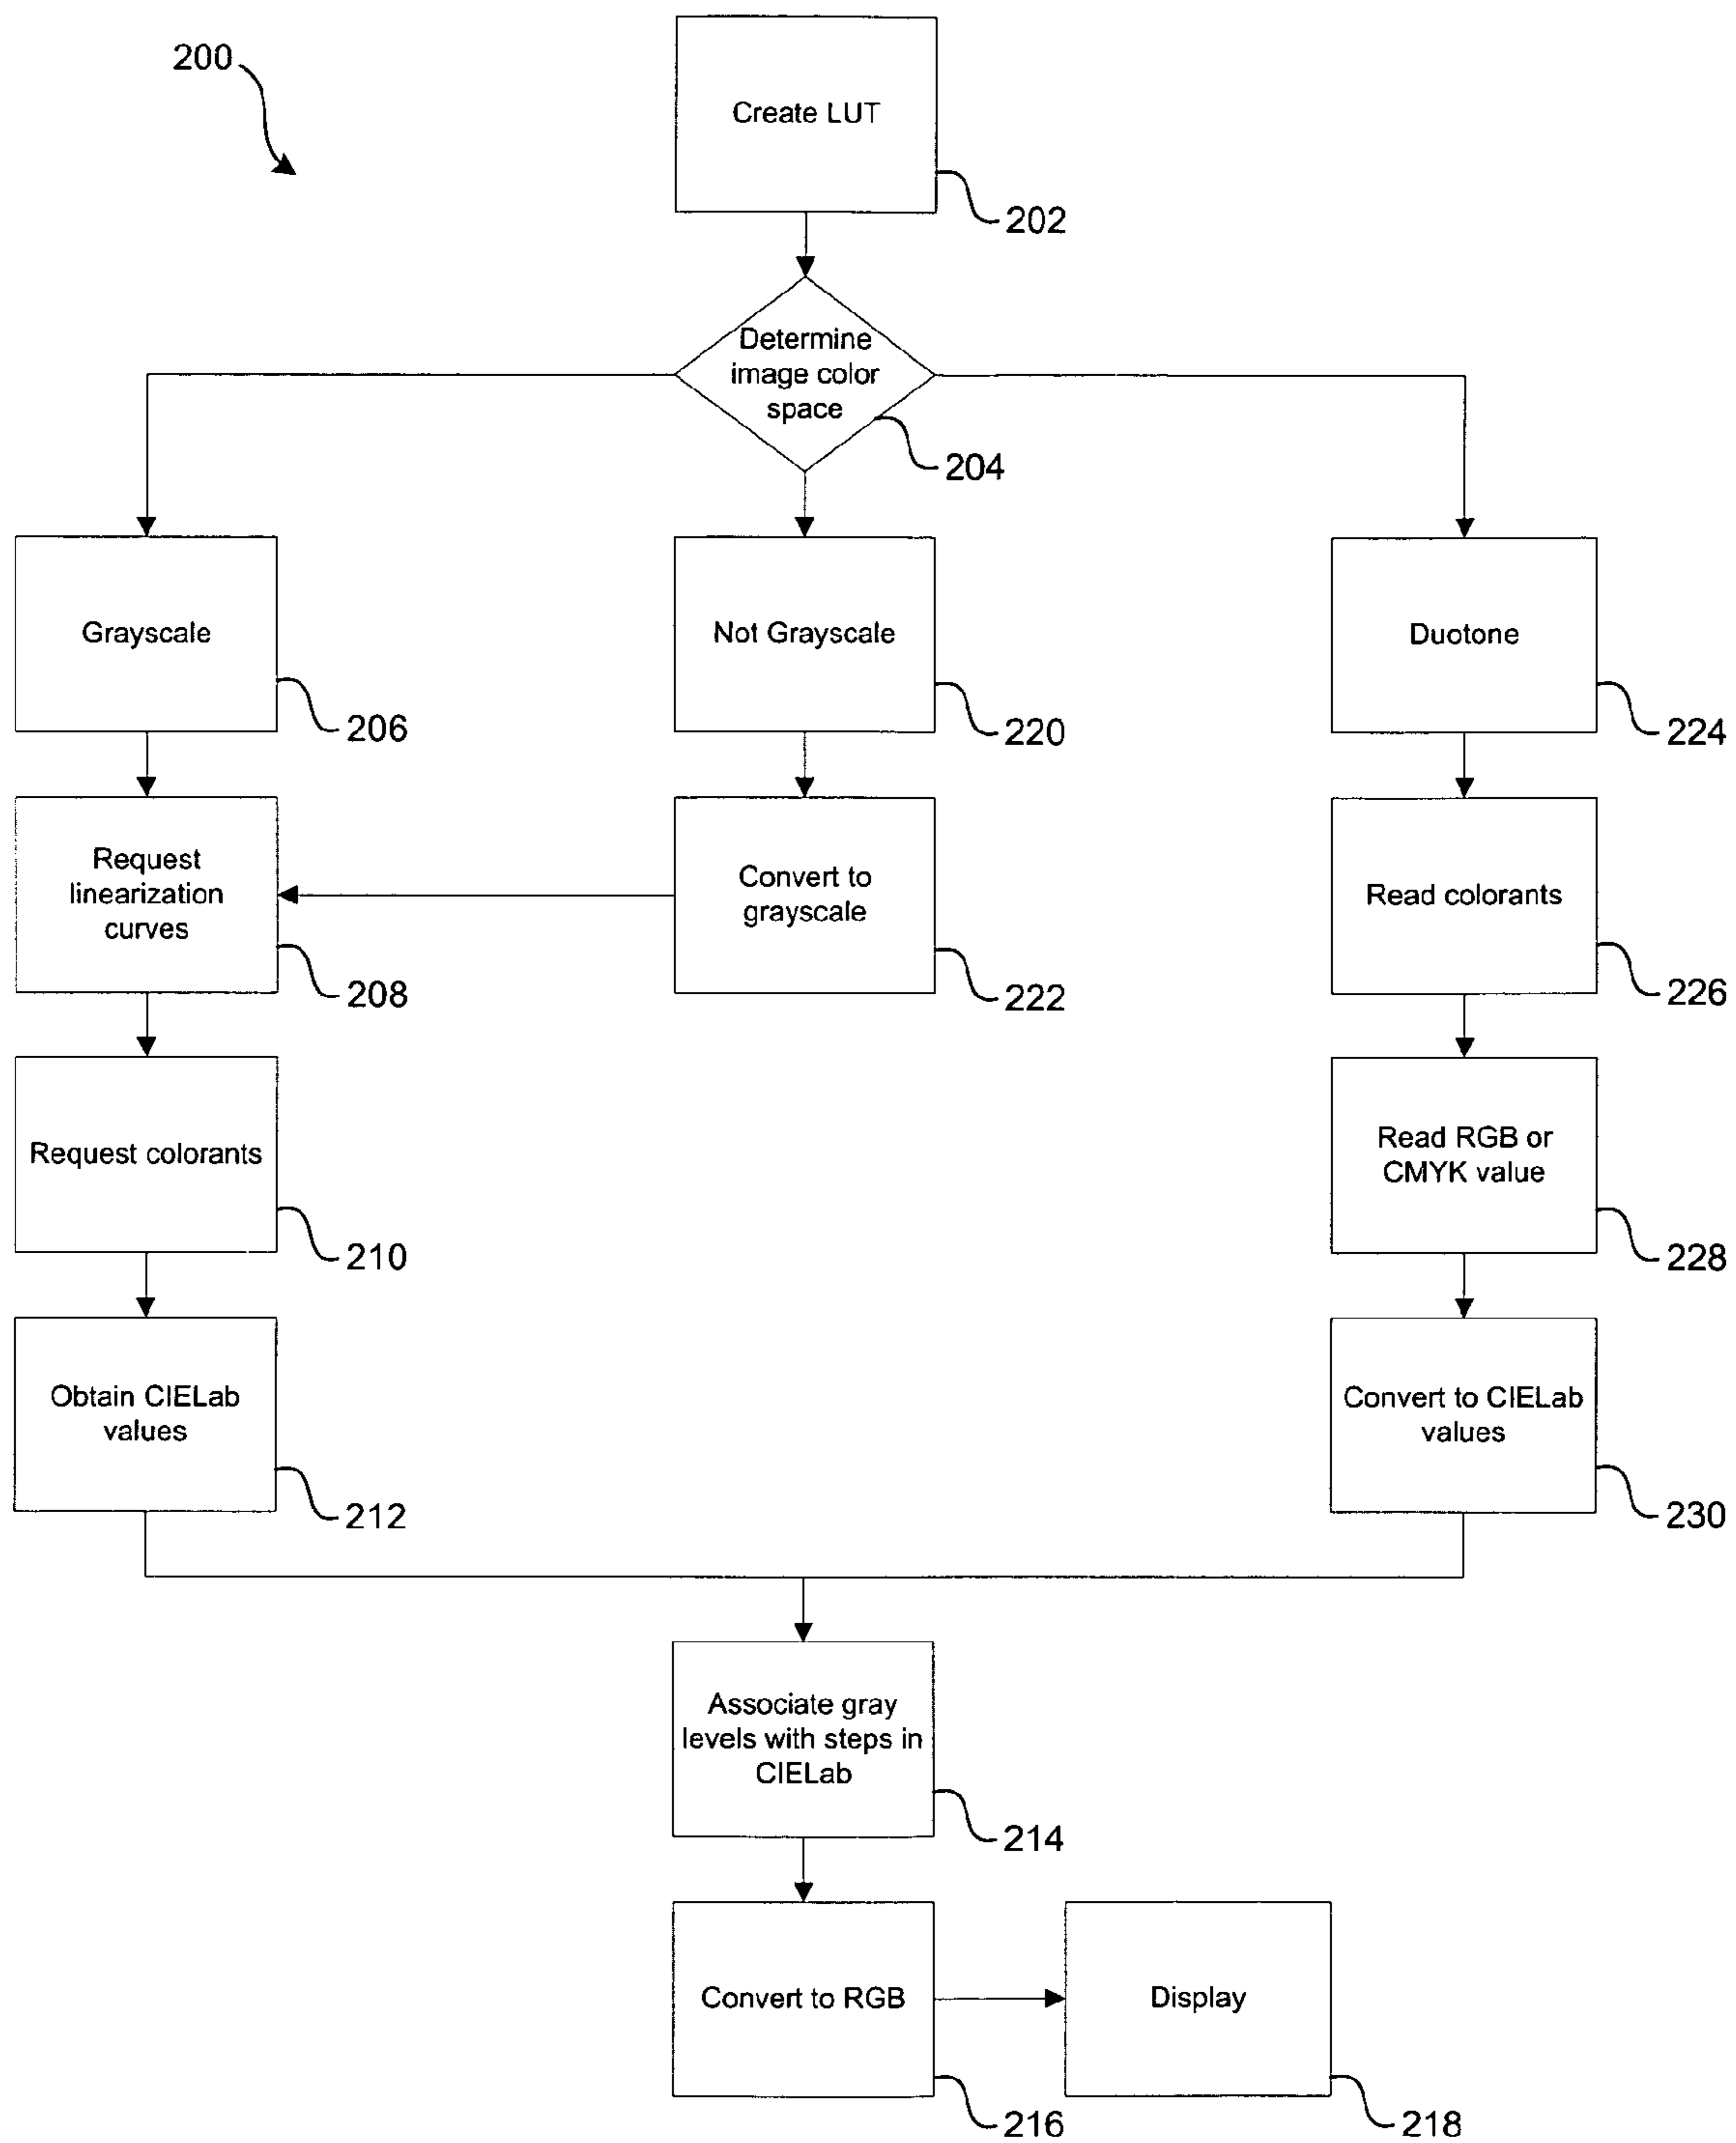 200
Create LUT
202
Determine
image color
space
204
Grayscale
206
Not Grayscale
220
Duotone
224
Request
linearization
curves
208
Convert to
grayscale
222
Read colorants
226
Request colorants
210
Read RGB or
CMYK value
228
Obtain CIELab
values
212
Convert to CIELab
values
230
Associate gray
levels with steps in
CIELab
214
Convert to RGB
216
Display
218